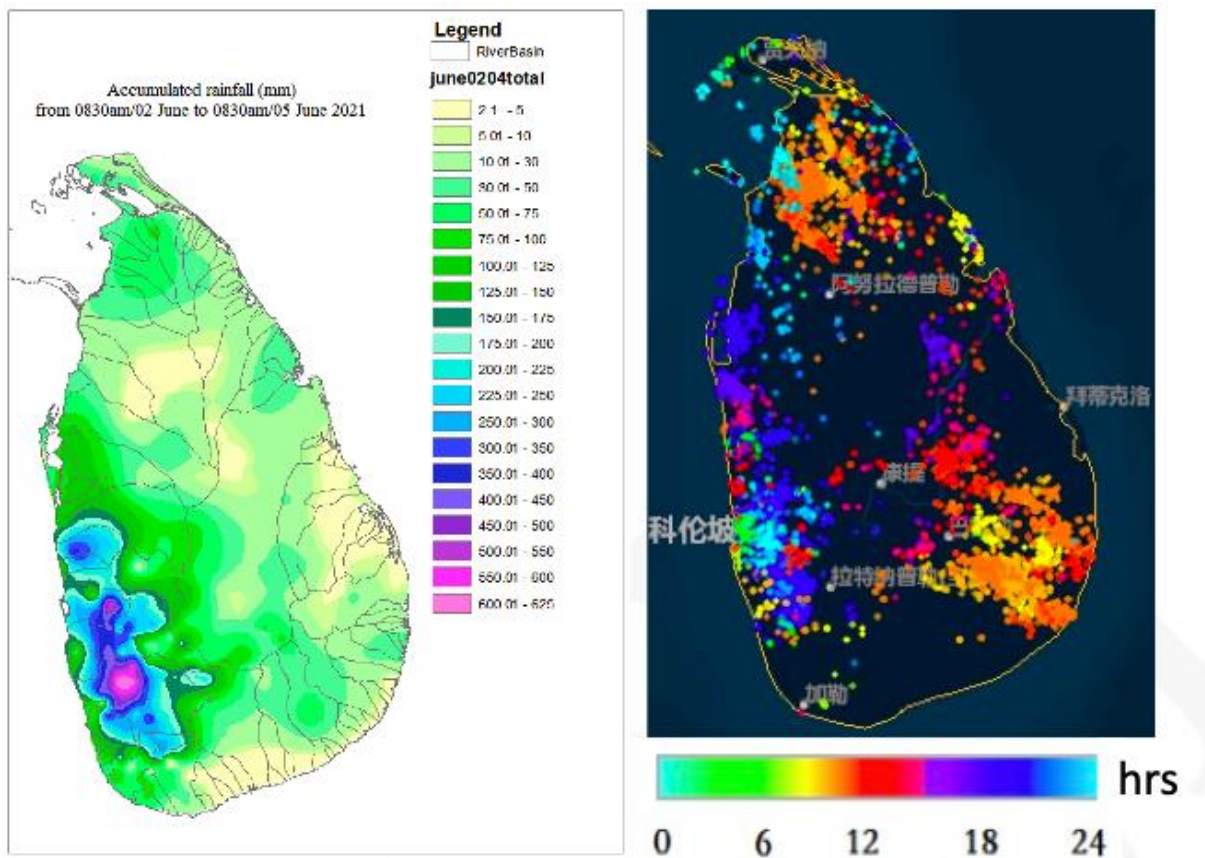 Legend
RiverBasin
june0204total
Accumulated rainfall (mm)
from 0830am/02 June to 0830am/05 June 2021
2.1 - 5
5.01 - 10
10.01 - 30
30.01 - 50
50.01 - 75
75.01 - 100
100.01 - 125
125.01 - 150
150.01 - 175
175.01 - 200
200.01 - 225
225.01 - 250
250.01 - 300
300.01 - 350
350.01 - 400
400.01 - 450
450.01 - 500
500.01 - 550
550.01 - 600
600.01 - 625
阿努拉德普勒
拜蒂克洛
康提
科伦坡
拉特纳普勒
加勒
hrs
0 6 12 18 24